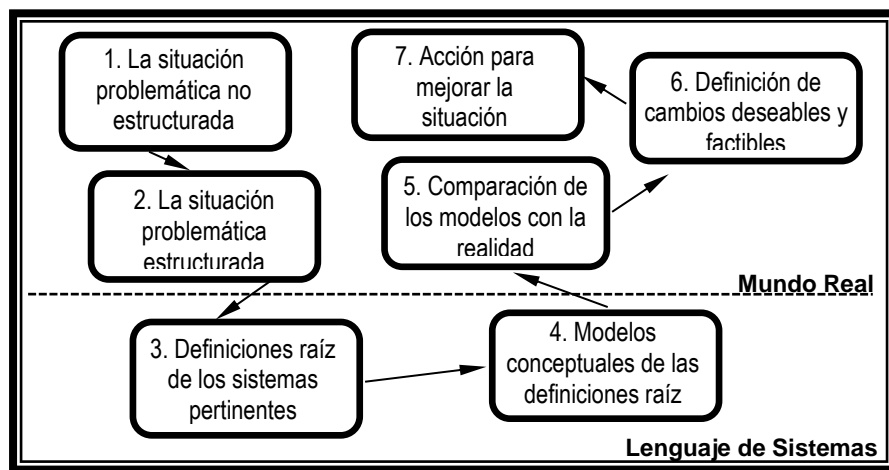 1. La situación
problemática no
estructurada
7. Acción para
mejorar la
situación
6. Definición de
cambios deseables y
factibles
2. La situación
problemática
estructurada
5. Comparación de
los modelos con la
realidad
Mundo Real
3. Definiciones raíz
de los sistemas
pertinentes
4. Modelos
conceptuales de las
definiciones raíz
Lenguaje de Sistemas